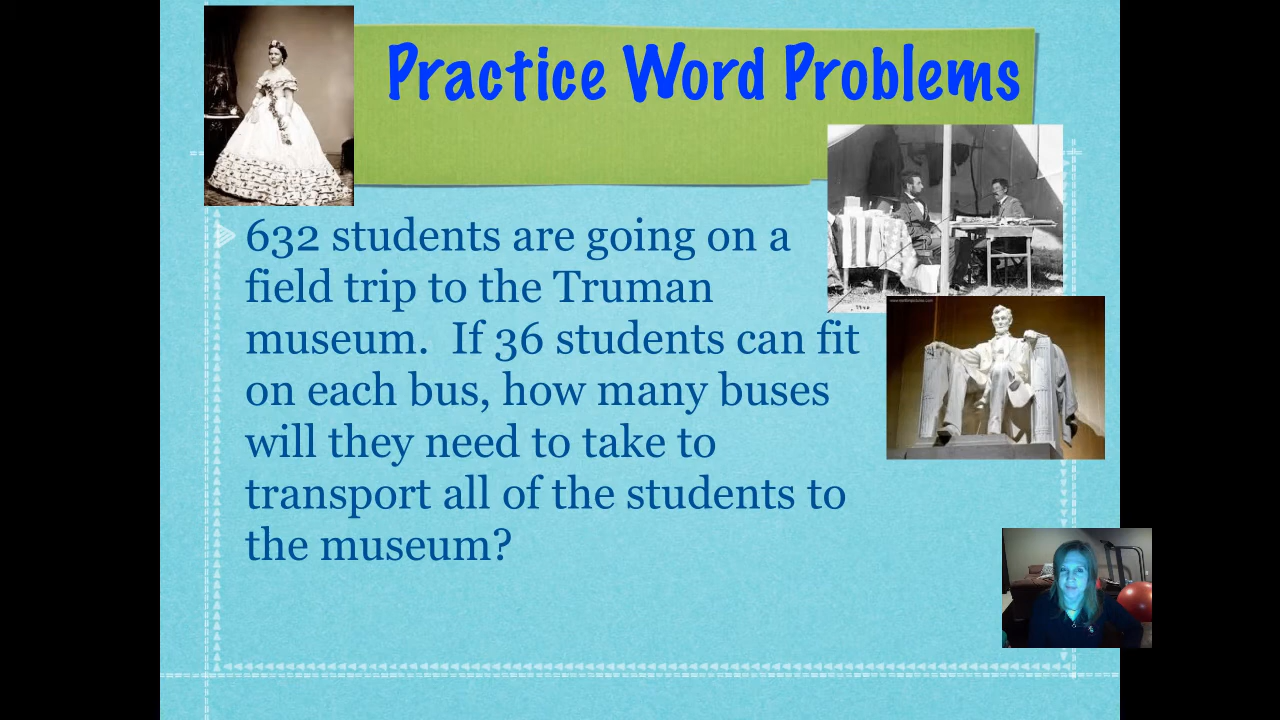 Practice Word Problems
632 students are going on a
field trip to the Truman
museum.  If 36 students can fit
on each bus, how many buses
will they need to take to
transport all of the students to
the museum?